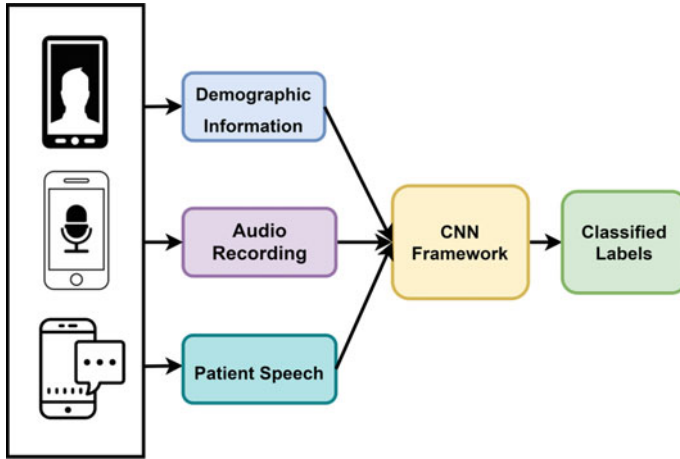 Demographic
Information
Audio
Recording
Patient Speech
CNN
Framework
Classified
Labels